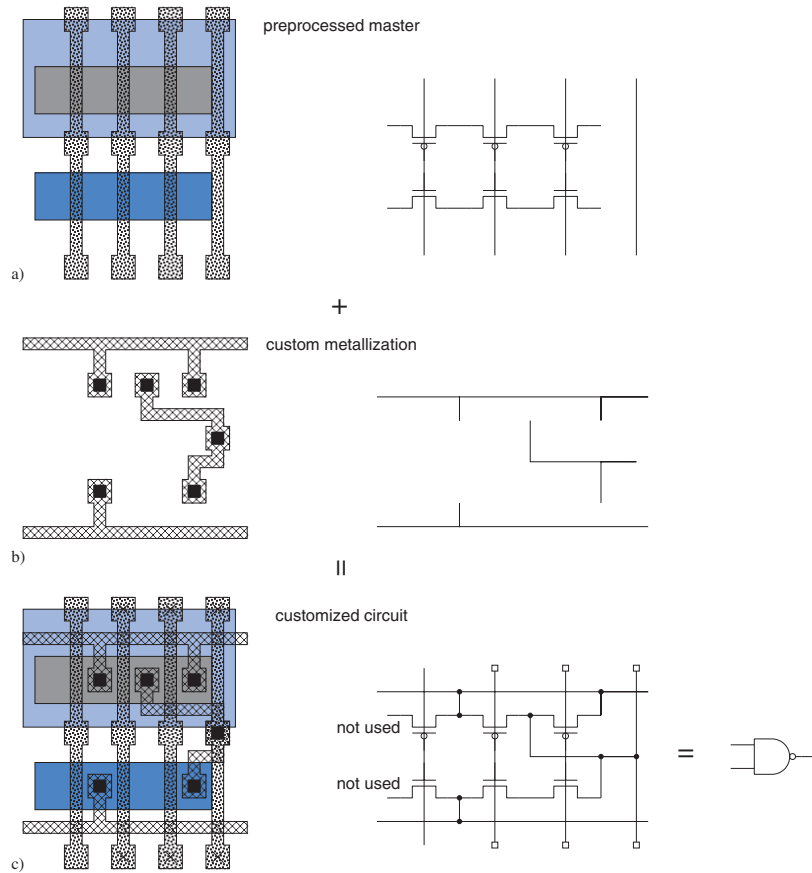 preprocessed master
a)
+
custom metallization
b)
=
customized circuit
not used
=
not used
c)